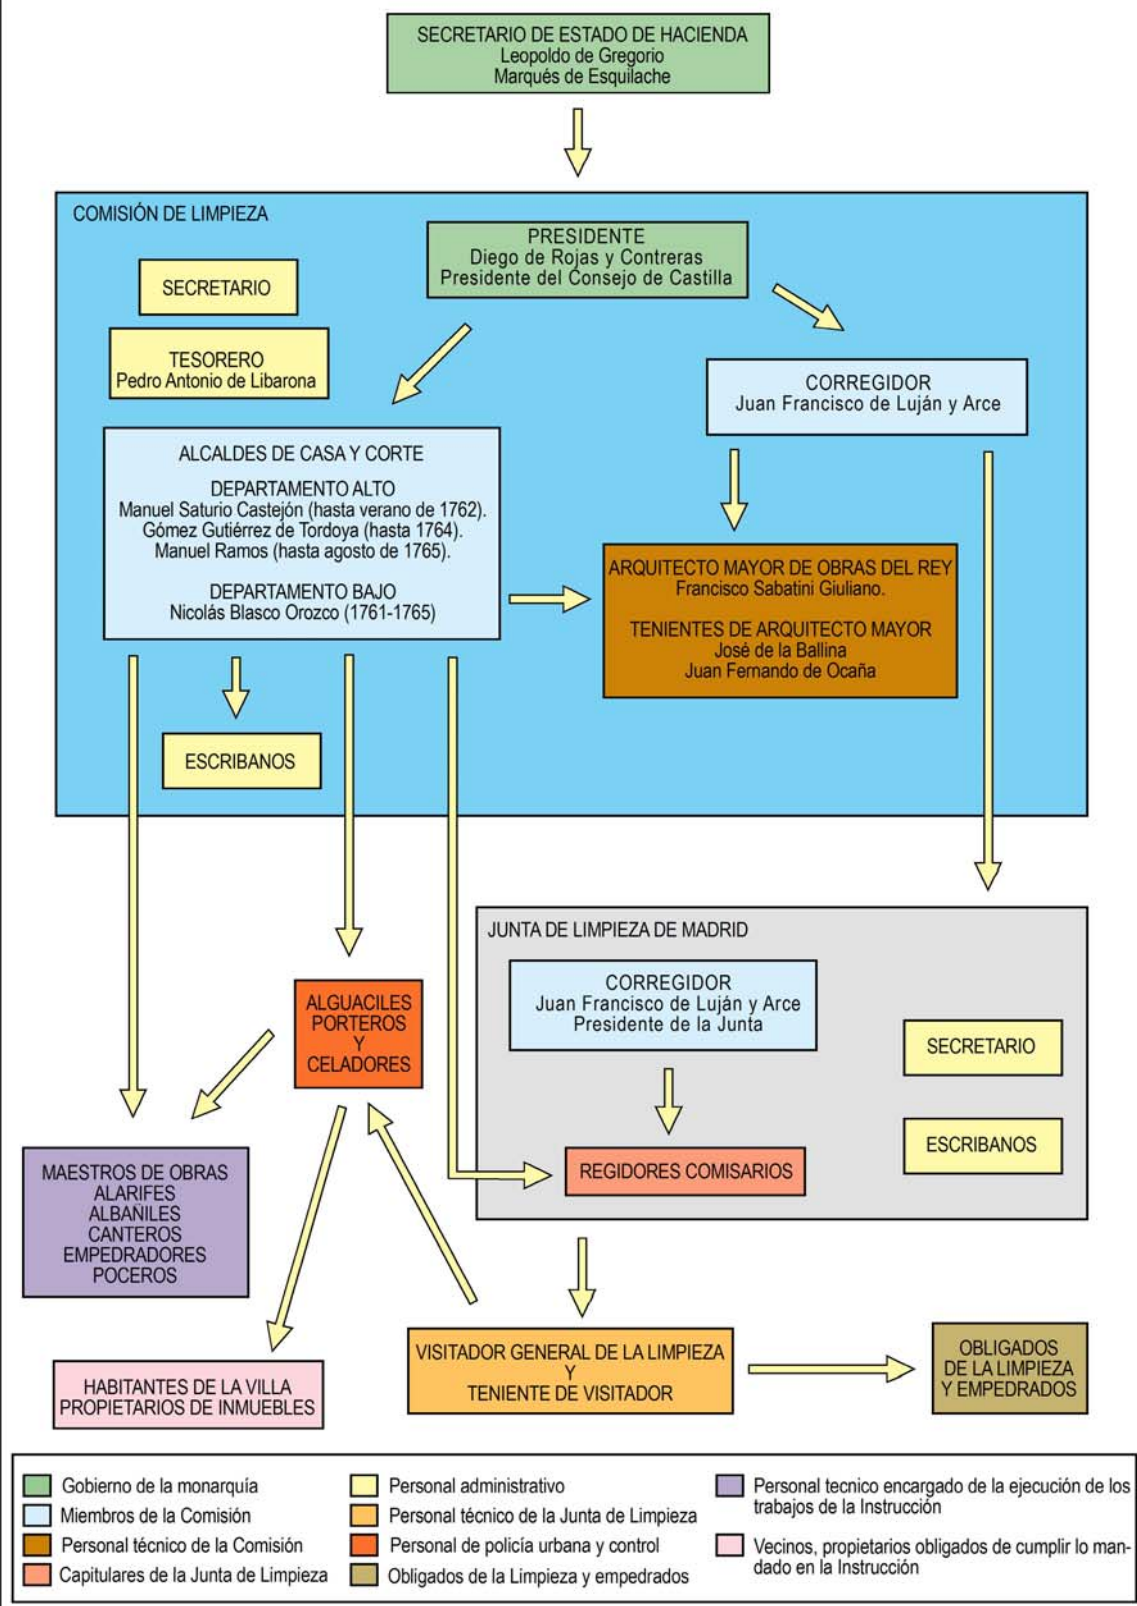 SECRETARIO DE ESTADO DE HACIENDA
Leopoldo de Gregorio
Marqués de Esquilache
COMISIÓN DE LIMPIEZA
PRESIDENTE
Diego de Rojas y Contreras
Presidente del Consejo de Castilla
SECRETARIO
TESORERO
Pedro Antonio de Libarona
CORREGIDOR
Juan Francisco de Luján y Arce
ALCALDES DE CASA Y CORTE
DEPARTAMENTO ALTO
Manuel Saturio Castejón (hasta verano de 1762).
Gómez Gutiérrez de Tordoya (hasta 1764).
Manuel Ramos (hasta agosto de 1765).
DEPARTAMENTO BAJO
Nicolás Blasco Orozco (1761-1765)
ARQUITECTO MAYOR DE OBRAS DEL REY
Francisco Sabatini Giuliano.
TENIENTES DE ARQUITECTO MAYOR
José de la Ballina
Juan Fernando de Ocaña
ESCRIBANOS
JUNTA DE LIMPIEZA DE MADRID
CORREGIDOR
Juan Francisco de Luján y Arce
Presidente de la Junta
SECRETARIO
ESCRIBANOS
REGIDORES COMISARIOS
ALGUACILES
PORTEROS
Y
CELADORES
MAESTROS DE OBRAS
ALARIFES
ALBAÑILES
CANTEROS
EMPEDRADORES
POCEROS
HABITANTES DE LA VILLA
PROPIETARIOS DE INMUEBLES
VISITADOR GENERAL DE LA LIMPIEZA
Y
TENIENTE DE VISITADOR
OBLIGADOS
DE LA LIMPIEZA
Y EMPEDRADOS
Gobierno de la monarquía
Miembros de la Comisión
Personal técnico de la Comisión
Capitulares de la Junta de Limpieza
Personal administrativo
Personal técnico de la Junta de Limpieza
Personal de policía urbana y control
Obligados de la Limpieza y empedrados
Personal tecnico encargado de la ejecución de los
trabajos de la Instrucción
Vecinos, propietarios obligados de cumplir lo man-
dado en la Instrucción